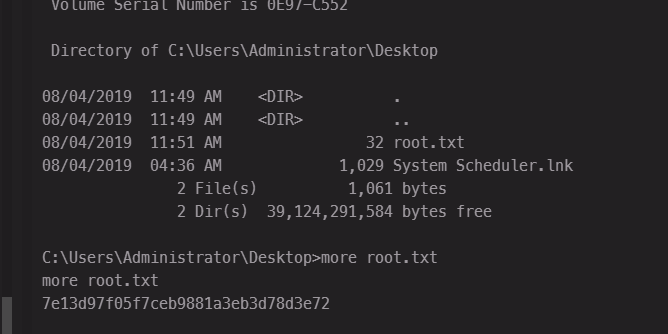 Volume Serial Number is 0E97-C552
Directory of C:\Users\Administrator\Desktop
08/04/2019  11:49 AM    <DIR>          .
08/04/2019  11:49 AM    <DIR>          ..
08/04/2019  11:51 AM                32 root.txt
08/04/2019  04:36 AM             1,029 System Scheduler.lnk
2 File(s)          1,061 bytes
2 Dir(s)  39,124,291,584 bytes free
C:\Users\Administrator\Desktop>more root.txt
more root.txt
7e13d97f05f7ceb9881a3eb3d78d3e72